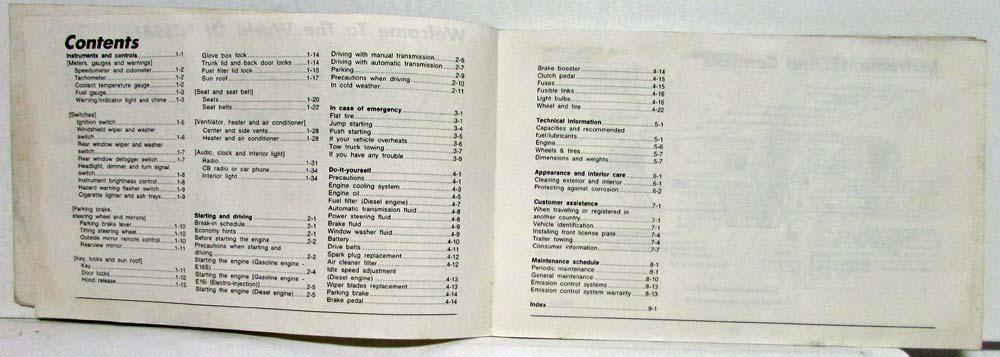 Contents
Instruments and controls 1-1
[Meters, gauges and warnings]
Speedometer and odometer 1-2
Tachometer 1-2
Coolant temperature gauge 1-2
Fuel gauge 1-3
Warning/indicator light and chime 1-3
[Switches]
Ignition switch 1-5
Windshield wiper and washer
switch 1-6
Rear window wiper and washer
switch 1-7
Rear window defogger switch 1-7
Headlight, dimmer and turn signal
switch 1-8
Instrument brightness control 1-8
Hazard warning flasher switch 1-9
Cigarette lighter and ash trays 1-9
[Parking brake,
steering wheel and mirrors]
Parking brake lever 1-10
Tilting steering wheel 1-10
Outside mirror remote control 1-10
Rearview mirror 1-11
[Key, locks and sun roof]
Key 1-11
Door locks 1-12
Hood release 1-13
Glove box lock 1-14
Trunk lid and back door locks 1-14
Fuel filler lid lock 1-15
Sun roof 1-17
[Seat and seat belt]
Seats 1-20
Seat belts 1-22
[Ventilator, heater and air conditioner]
Center and side vents 1-28
Heater and air conditioner 1-28
[Audio, clock and interior light]
Radio 1-31
CB radio or car phone 1-34
Interior light 1-34
Starting and driving 2-1
Break-in schedule 2-1
Economy hints 2-1
Before starting the engine 2-2
Precautions when starting and
driving 2-2
Starting the engine (Gasoline engine -
E16S) 2-4
Starting the engine [Gasoline engine -
E16i (Electro-injection)] 2-5
Starting the engine (Diesel engine) 2-5
Driving with manual transmission 2-6
Driving with automatic transmission 2-7
Parking 2-9
Precautions when driving 2-10
In cold weather 2-11
In case of emergency 3-1
Flat tire 3-1
Jump starting 3-4
Push starting 3-5
If your vehicle overheats 3-6
Tow truck towing 3-7
If you have any trouble 3-9
Do-it-yourself 4-1
Precautions 4-1
Engine cooling system 4-3
Engine oil 4-5
Fuel filter (Diesel engine) 4-7
Automatic transmission fluid 4-8
Power steering fluid 4-8
Brake fluid 4-9
Window washer fluid 4-9
Battery 4-10
Drive belts 4-11
Spark plug replacement 4-12
Air cleaner filter 4-12
Idle speed adjustment
(Diesel engine) 4-13
Wiper blades replacement 4-13
Parking brake 4-14
Brake pedal 4-14
Brake booster 4-14
Clutch pedal 4-15
Fuses 4-15
Fusible links 4-16
Light bulbs 4-16
Wheel and tire 4-22
Technical information 5-1
Capacities and recommended
fuel/lubricants 5-1
Engine 5-6
Wheels & tires 5-7
Dimensions and weights 5-7
Appearance and interior care 6-1
Cleaning exterior and interior 6-1
Protecting against corrosion 6-2
Customer assistance 7-1
When travelling or registered in
another country 7-1
Vehicle identification 7-1
Installing front license plate 7-4
Trailer towing 7-4
Consumer information 7-7
Maintenance schedule 8-1
Periodic maintenance 8-1
General maintenance 8-10
Emission control systems 8-13
Emission control system warranty 8-13
Index 9-1